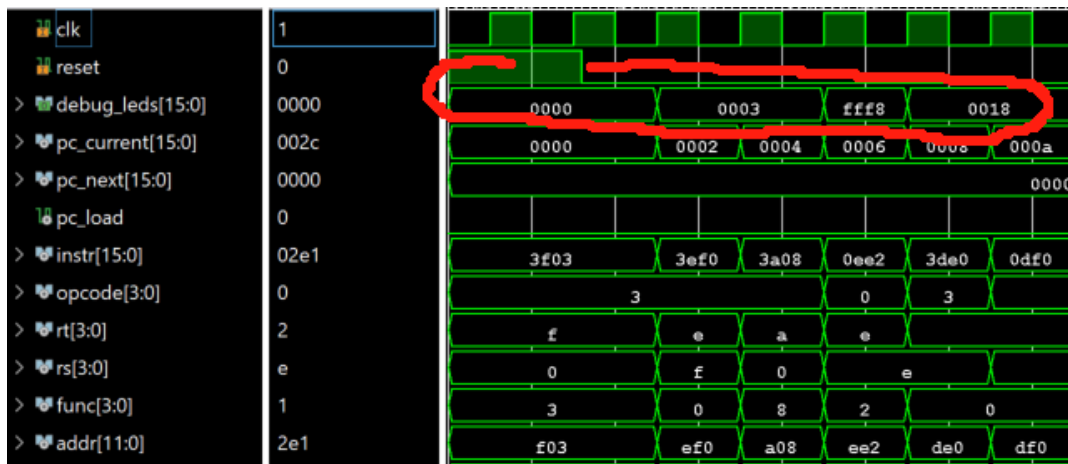 clk 1
reset 0
debug_leds[15:0] 0000 0000 0003 fff8 0018
pc_current[15:0] 002c 0000 0002 0004 0006 0008 000a
pc_next[15:0] 0000 0000
pc_load 0
instr[15:0] 02e1 3f03 3ef0 3a08 0ee2 3de0 0df0
opcode[3:0] 0 3 0 3
rt[3:0] 2 f e a e
rs[3:0] e 0 f 0 e
func[3:0] 1 3 0 8 2 0
addr[11:0] 2e1 f03 ef0 a08 ee2 de0 df0